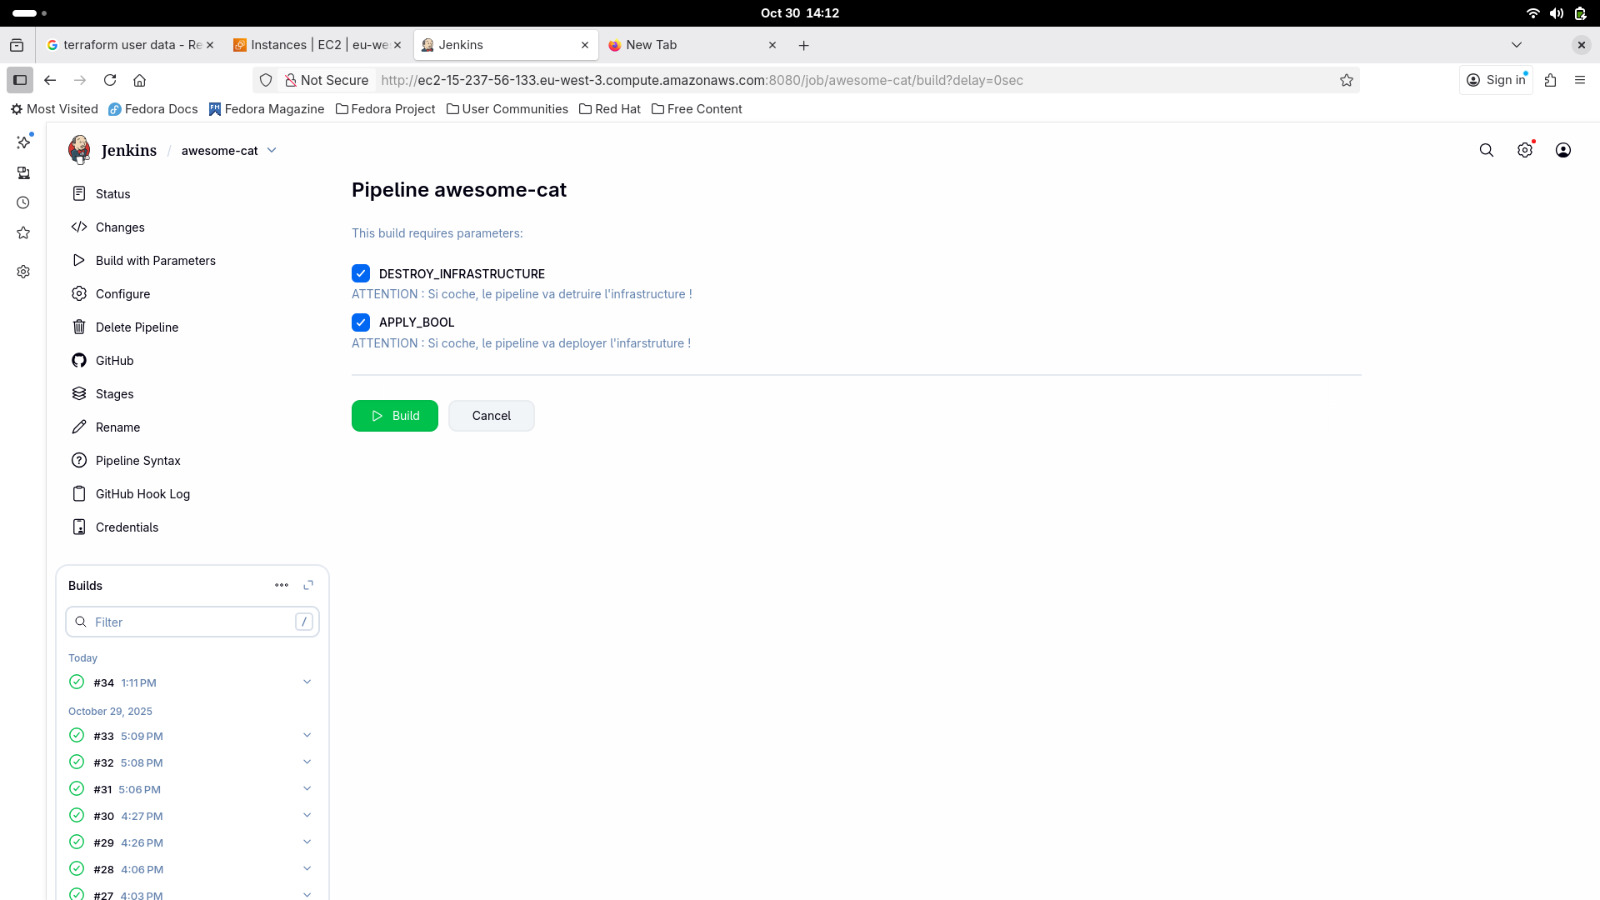 Oct 30 14:12
terraform user data - Re
Instances | EC2 | eu-we
Jenkins
New Tab
Not Secure
http://ec2-15-237-56-133.eu-west-3.compute.amazonaws.com:8080/job/awesome-cat/build?delay=0sec
Sign in
Most Visited
Fedora Docs
Fedora Magazine
Fedora Project
User Communities
Red Hat
Free Content
Jenkins / awesome-cat
Status
Changes
Build with Parameters
Configure
Delete Pipeline
GitHub
Stages
Rename
Pipeline Syntax
GitHub Hook Log
Credentials
Pipeline awesome-cat
This build requires parameters:
DESTROY_INFRASTRUCTURE
ATTENTION : Si coche, le pipeline va detruire l'infrastructure !
APPLY_BOOL
ATTENTION : Si coche, le pipeline va deployer l'infarstruture !
Build
Cancel
Builds
Filter /
Today
#34 1:11 PM
October 29, 2025
#33 5:09 PM
#32 5:08 PM
#31 5:06 PM
#30 4:27 PM
#29 4:26 PM
#28 4:06 PM
#27 4:03 PM